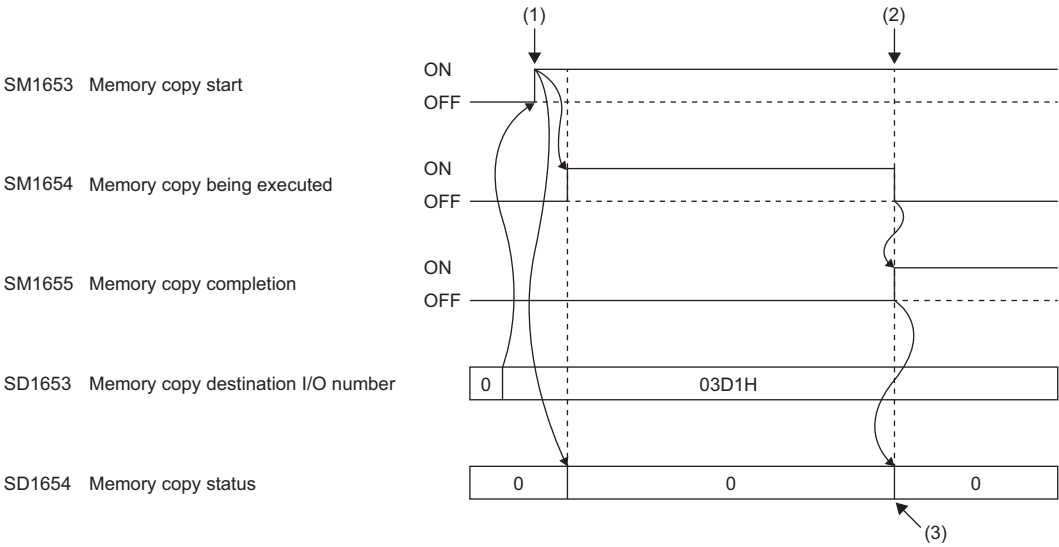 (1) (2)
SM1653 Memory copy start ON
OFF
SM1654 Memory copy being executed ON
OFF
SM1655 Memory copy completion ON
OFF
SD1653 Memory copy destination I/O number 0 03D1H
SD1654 Memory copy status 0 0 0
(3)